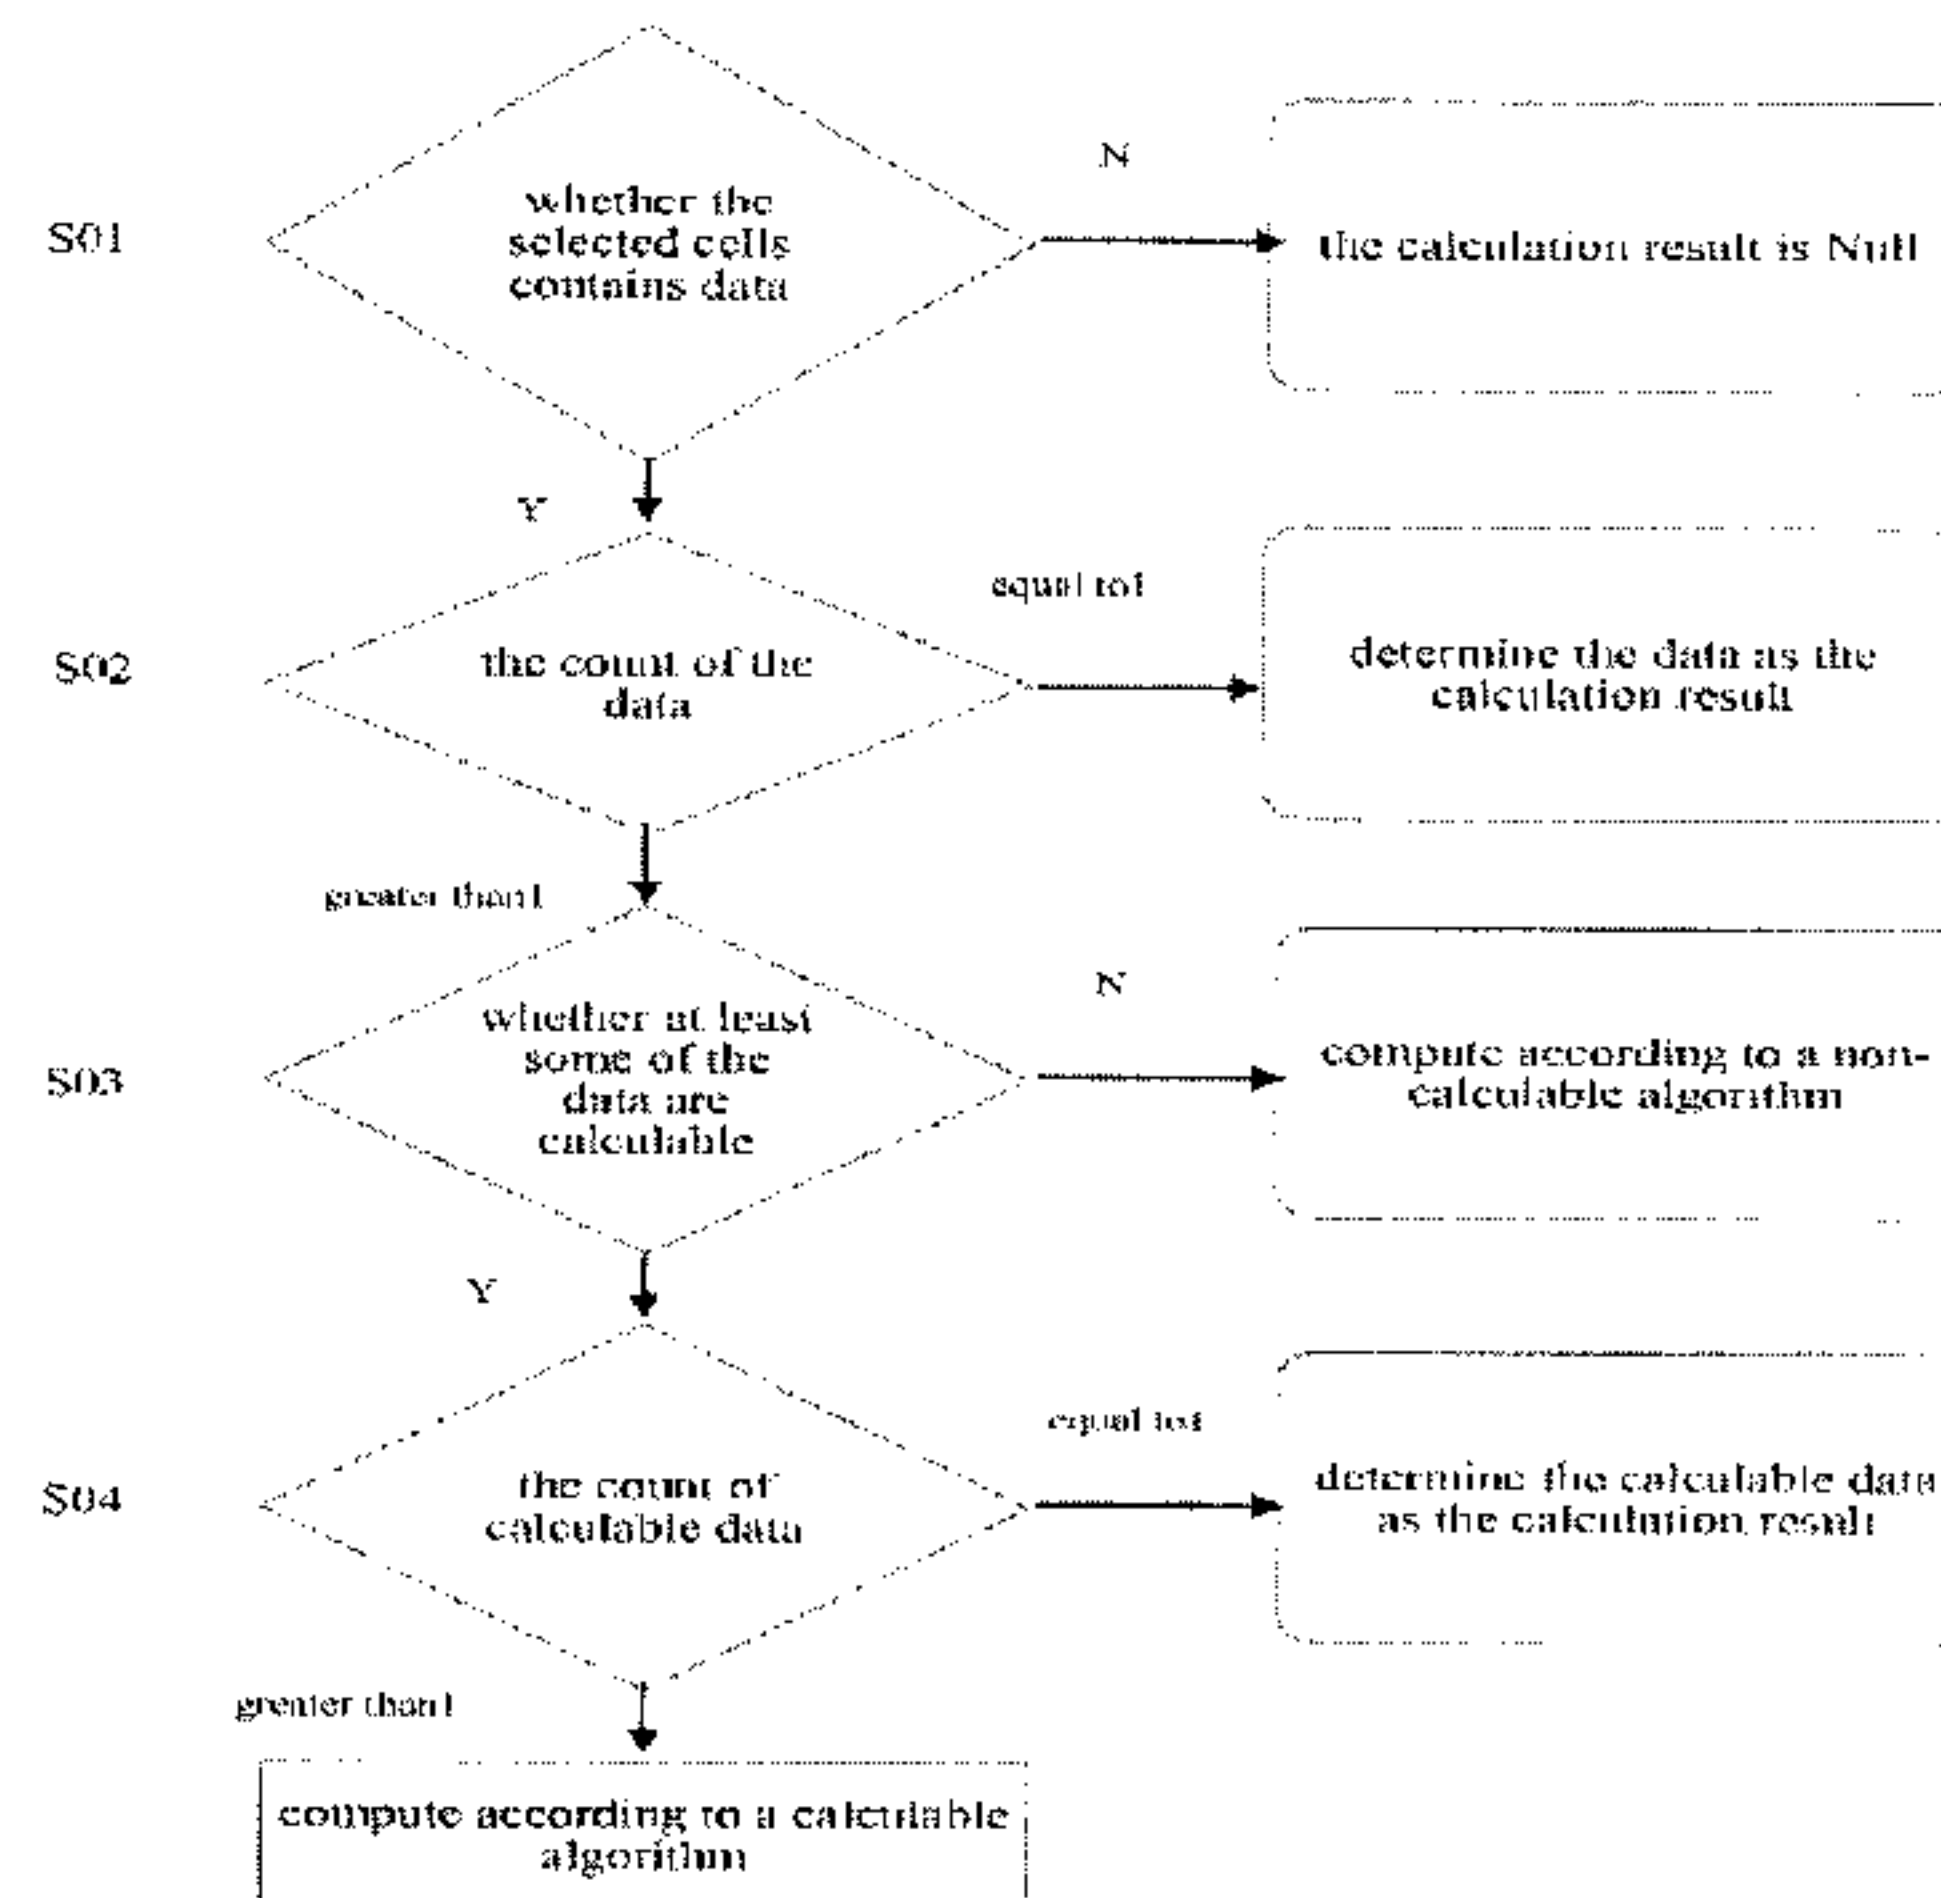 N
whether the
S01
selected cells
the calculation result is Null
contains data
Y
equal to1
S02
the count of the
data
determine the data as the
calculation result
greater than1
N
S03
whether at least
some of the
data are
calculable
compute according to a non-
calculable algorithm
Y
equal to1
S04
the count of
calculable data
determine the calculable data
as the calculation result
greater than1
compute according to a calculable
algorithm